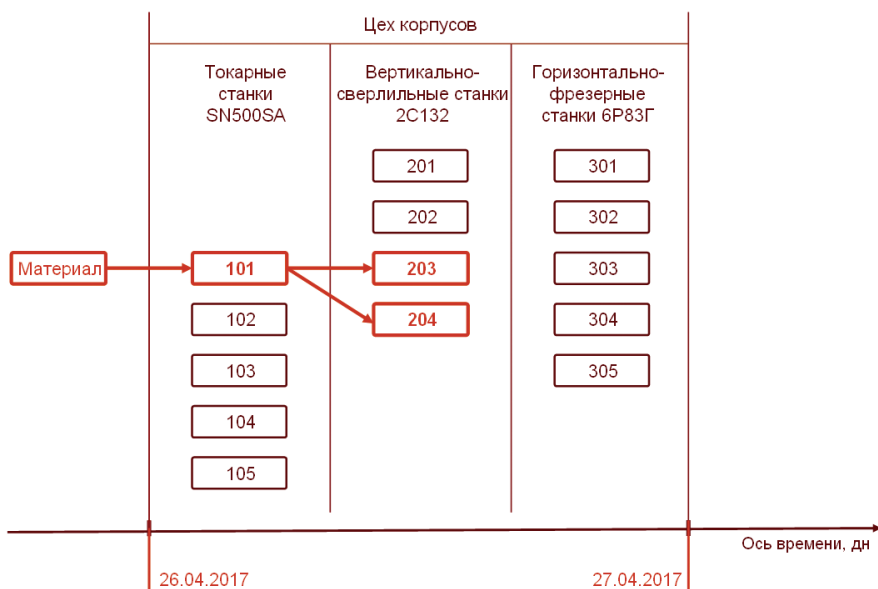 Цех корпусов
Токарные
станки
SN500SA
Вертикально-
сверлильные станки
2С132
Горизонтально-
фрезерные
станки 6Р83Г
201
301
202
302
Материал
101
203
303
102
204
304
103
305
104
105
Ось времени, дн
26.04.2017
27.04.2017